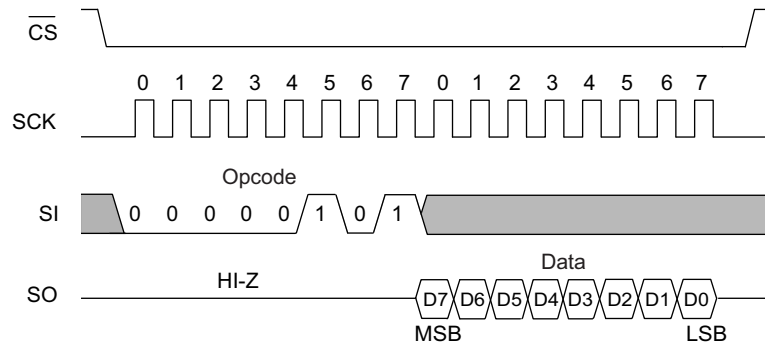 CS
0 1 2 3 4 5 6 7 0 1 2 3 4 5 6 7
SCK
Opcode
SI 0 0 0 0 0 1 0 1
Data
HI-Z
SO D7 D6 D5 D4 D3 D2 D1 D0
MSB LSB